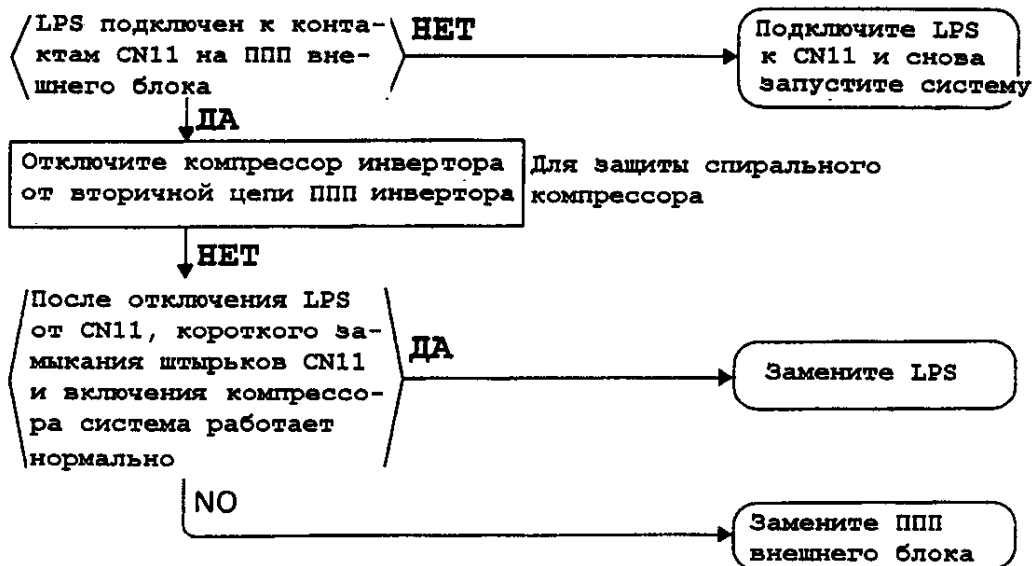 LPS подключен к конта-
ктам CN11 на ППП вне-
шнего блока
НЕТ
Подключите LPS
к CN11 и снова
запустите систему
ДА
Отключите компрессор инвертора
от вторичной цепи ППП инвертора
Для защиты спирального
компрессора
НЕТ
После отключения LPS
от CN11, короткого за-
мыкания штырьков CN11
и включения компрессо-
ра система работает
нормально
ДА
Замените LPS
NO
Замените ППП
внешнего блока